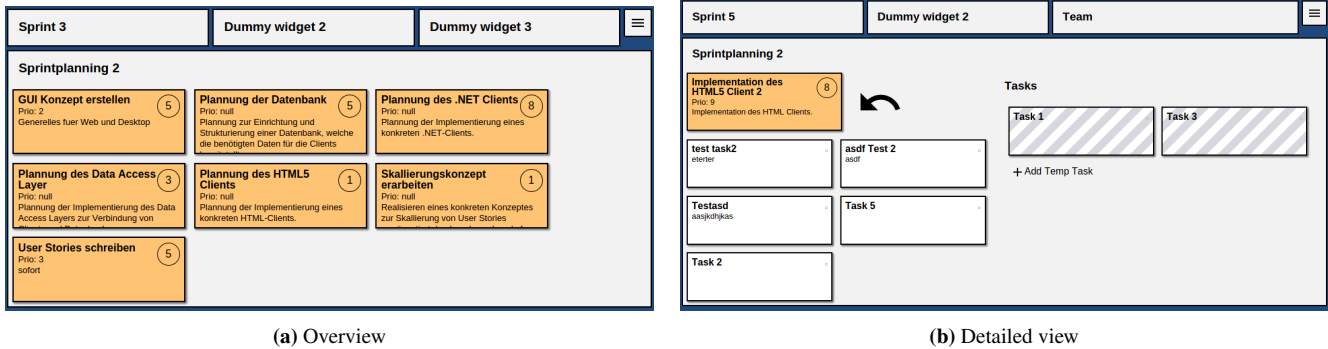 Sprint 3
Dummy widget 2
Dummy widget 3
Sprintplanning 2
GUI Konzept erstellen
5
Prio: 2
Generelles fuer Web und Desktop
Plannung der Datenbank
5
Prio: null
Plannung zur Einrichtung und
Strukturierung einer Datenbank, welche
die benötigten Daten für die Clients
Plannung des .NET Clients
8
Prio: null
Plannung der Implementierung eines
konkreten .NET-Clients.
Plannung des Data Access
Layer
3
Prio: null
Plannung der Implementierung des Data
Access Layers zur Verbindung von
Plannung des HTML5
Clients
1
Prio: null
Plannung der Implementierung eines
konkreten HTML-Clients.
Skallierungskonzept
erarbeiten
1
Prio: null
Realisieren eines konkreten Konzeptes
zur Skallierung von User Stories
User Stories schreiben
5
Prio: 3
sofort
(a) Overview
Sprint 5
Dummy widget 2
Team
Sprintplanning 2
Implementation des
HTML5 Client 2
8
Prio: 9
Implementation des HTML Clients.
test task2
eterter
asdf Test 2
asdf
Testasd
aasjkdhjkas
Task 5
Task 2
Tasks
Task 1
Task 3
+ Add Temp Task
(b) Detailed view